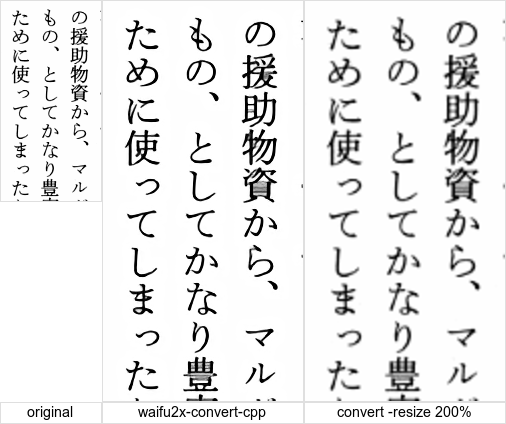 の援助物資から、マル
もの、としてかなり豊
ために使ってしまった
の援助物資から、マル
もの、としてかなり豊
ために使ってしまった
の援助物資から、マル
もの、としてかなり豊
ために使ってしまった
original
waifu2x-convert-cpp
convert -resize 200%